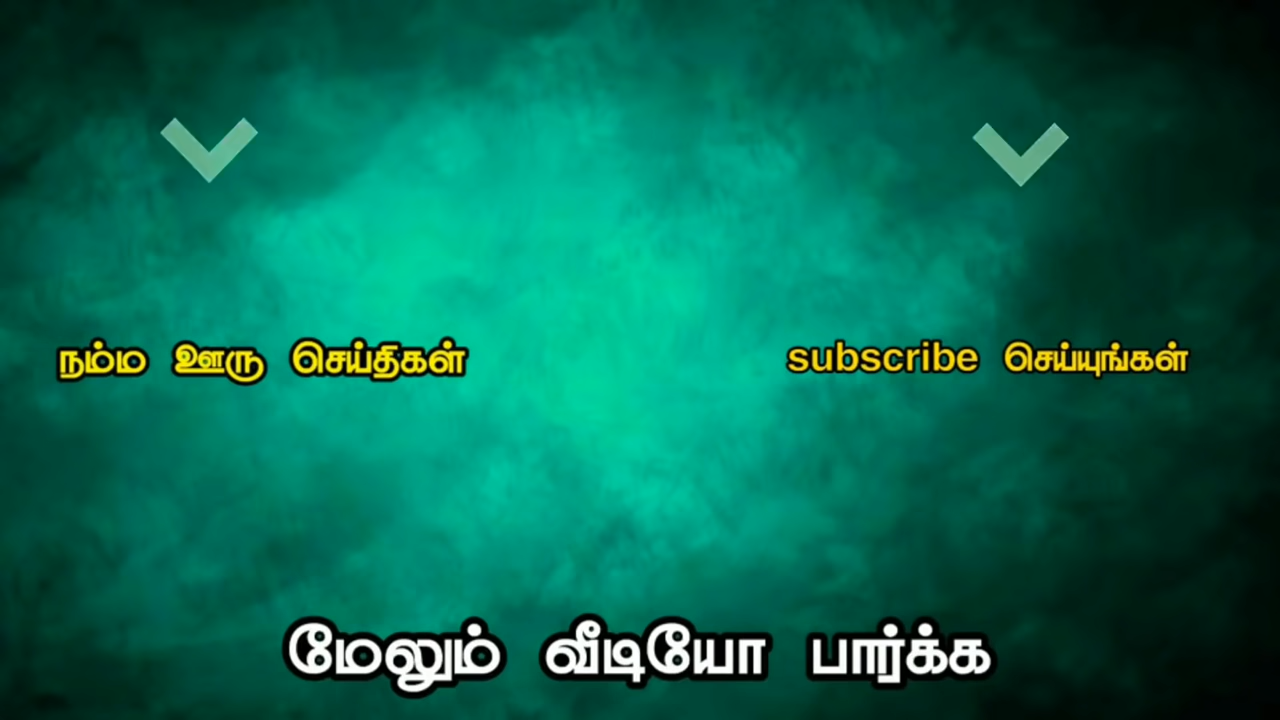 நம்ம ஊரு செய்திகள்
subscribe செய்யுங்கள்
மேலும் வீடியோ பார்க்க